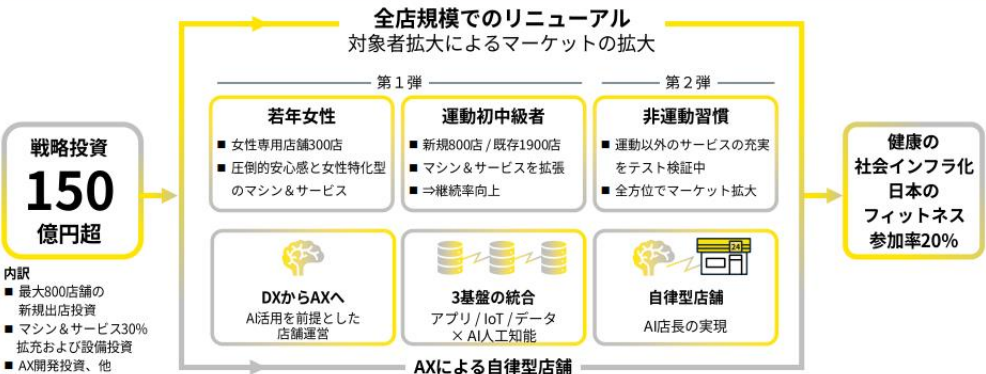 全店規模でのリニューアル
対象者拡大によるマーケットの拡大
戦略投資
150
億円超
内訳
■ 最大800店舗の
新規出店投資
■ マシン＆サービス30%
拡充および設備投資
■ AX開発投資、他
第１弾
若年女性
■ 女性専用店舗300店
■ 圧倒的安心感と女性特化型
のマシン＆サービス
運動初中級者
■ 新規800店 / 既存1900店
■ マシン＆サービスを拡張
■ ⇒継続率向上
第２弾
非運動習慣
■ 運動以外のサービスの充実
をテスト検証中
■ 全方位でマーケット拡大
DXからAXへ
AI活用を前提とした
店舗運営
3基盤の統合
アプリ / IoT / データ
× AI人工知能
24
自律型店舗
AI店長の実現
AXによる自律型店舗
健康の
社会インフラ化
日本の
フィットネス
参加率20%